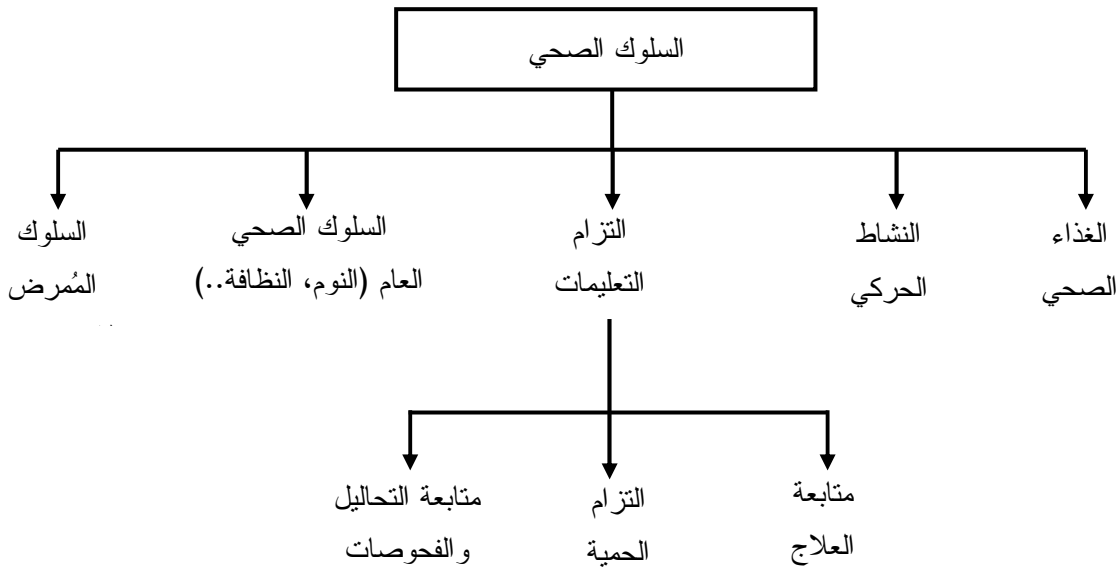 السلوك الصحي
الغذاء
الصحي
النشاط
الحركي
التزام
التعليمات
السلوك الصحي
العام (النوم، النظافة..)
السلوك
المُمرض
متابعة
العلاج
التزام
الحمية
متابعة التحاليل
والفحوصات